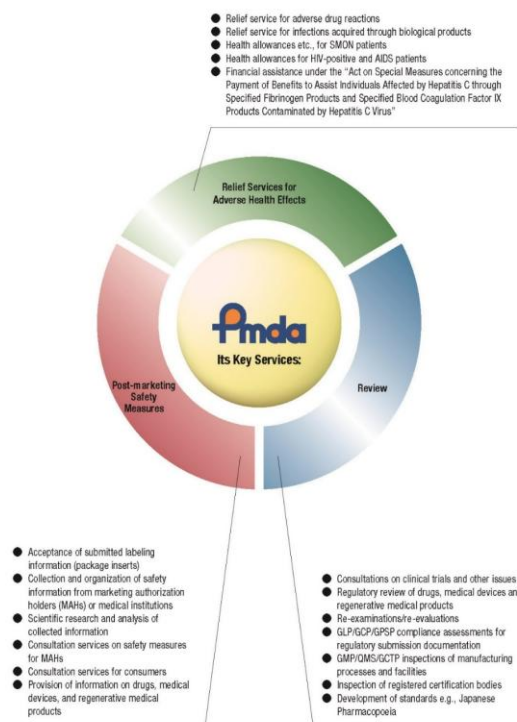 ● Relief service for adverse drug reactions
● Relief service for infections acquired through biological products
● Health allowances etc., for SMON patients
● Health allowances for HIV-positive and AIDS patients
● Financial assistance under the “Act on Special Measures concerning the
Payment of Benefits to Assist Individuals Affected by Hepatitis C through
Specified Fibrinogen Products and Specified Blood Coagulation Factor IX
Products Contaminated by Hepatitis C Virus”
Relief Services for
Adverse Health Effects
Pmda
Its Key Services:
Post-marketing
Safety
Measures
Review
● Acceptance of submitted labeling
information (package inserts)
● Collection and organization of safety
information from marketing authorization
holders (MAHs) or medical institutions
● Scientific research and analysis of
collected information
● Consultation services on safety measures
for MAHs
● Consultation services for consumers
● Provision of information on drugs, medical
devices, and regenerative medical
products
● Consultations on clinical trials and other issues
● Regulatory review of drugs, medical devices an
regenerative medical products
● Re-examinations/re-evaluations
● GLP/GCP/GPSP compliance assessments for
regulatory submission documentation
● GMP/QMS/GCTP inspections of manufacturing
processes and facilities
● Inspection of registered certification bodies
● Development of standards e.g., Japanese
Pharmacopoeia